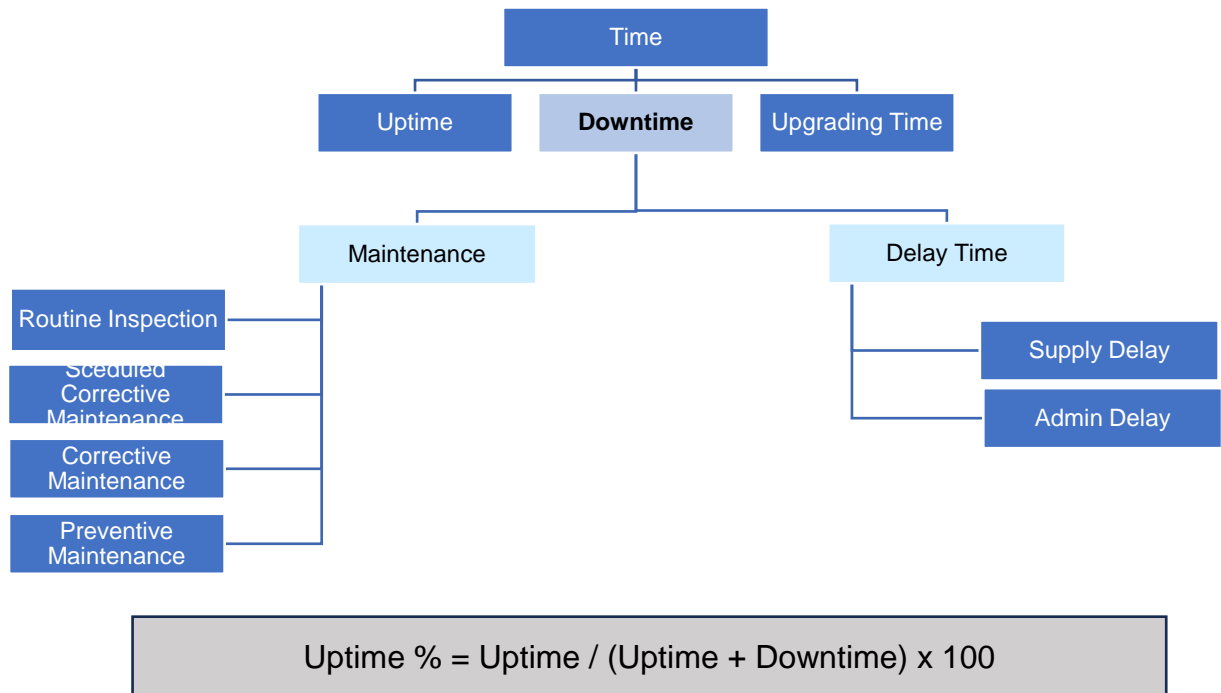 Time
Uptime
Downtime
Upgrading Time
Maintenance
Delay Time
Routine Inspection
Sceduled
Corrective
Maintenance
Corrective
Maintenance
Preventive
Maintenance
Supply Delay
Admin Delay
Uptime % = Uptime / (Uptime + Downtime) x 100